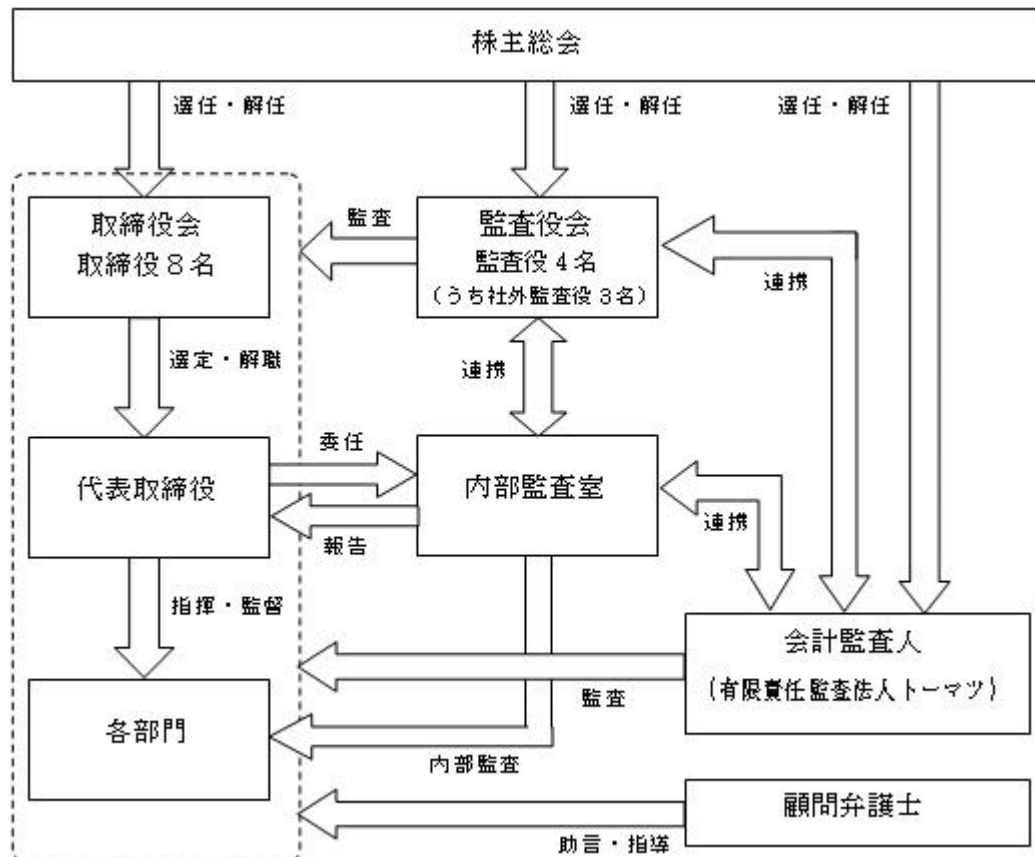 株主総会
選任・解任
選任・解任
選任・解任
取締役会
取締役８名
監査
監査役会
監査役４名
（うち社外監査役３名）
連携
選定・解職
連携
代表取締役
委任
報告
内部監査室
連携
指揮・監督
会計監査人
（有限責任監査法人トーマツ）
監査
各部門
内部監査
顧問弁護士
助言・指導